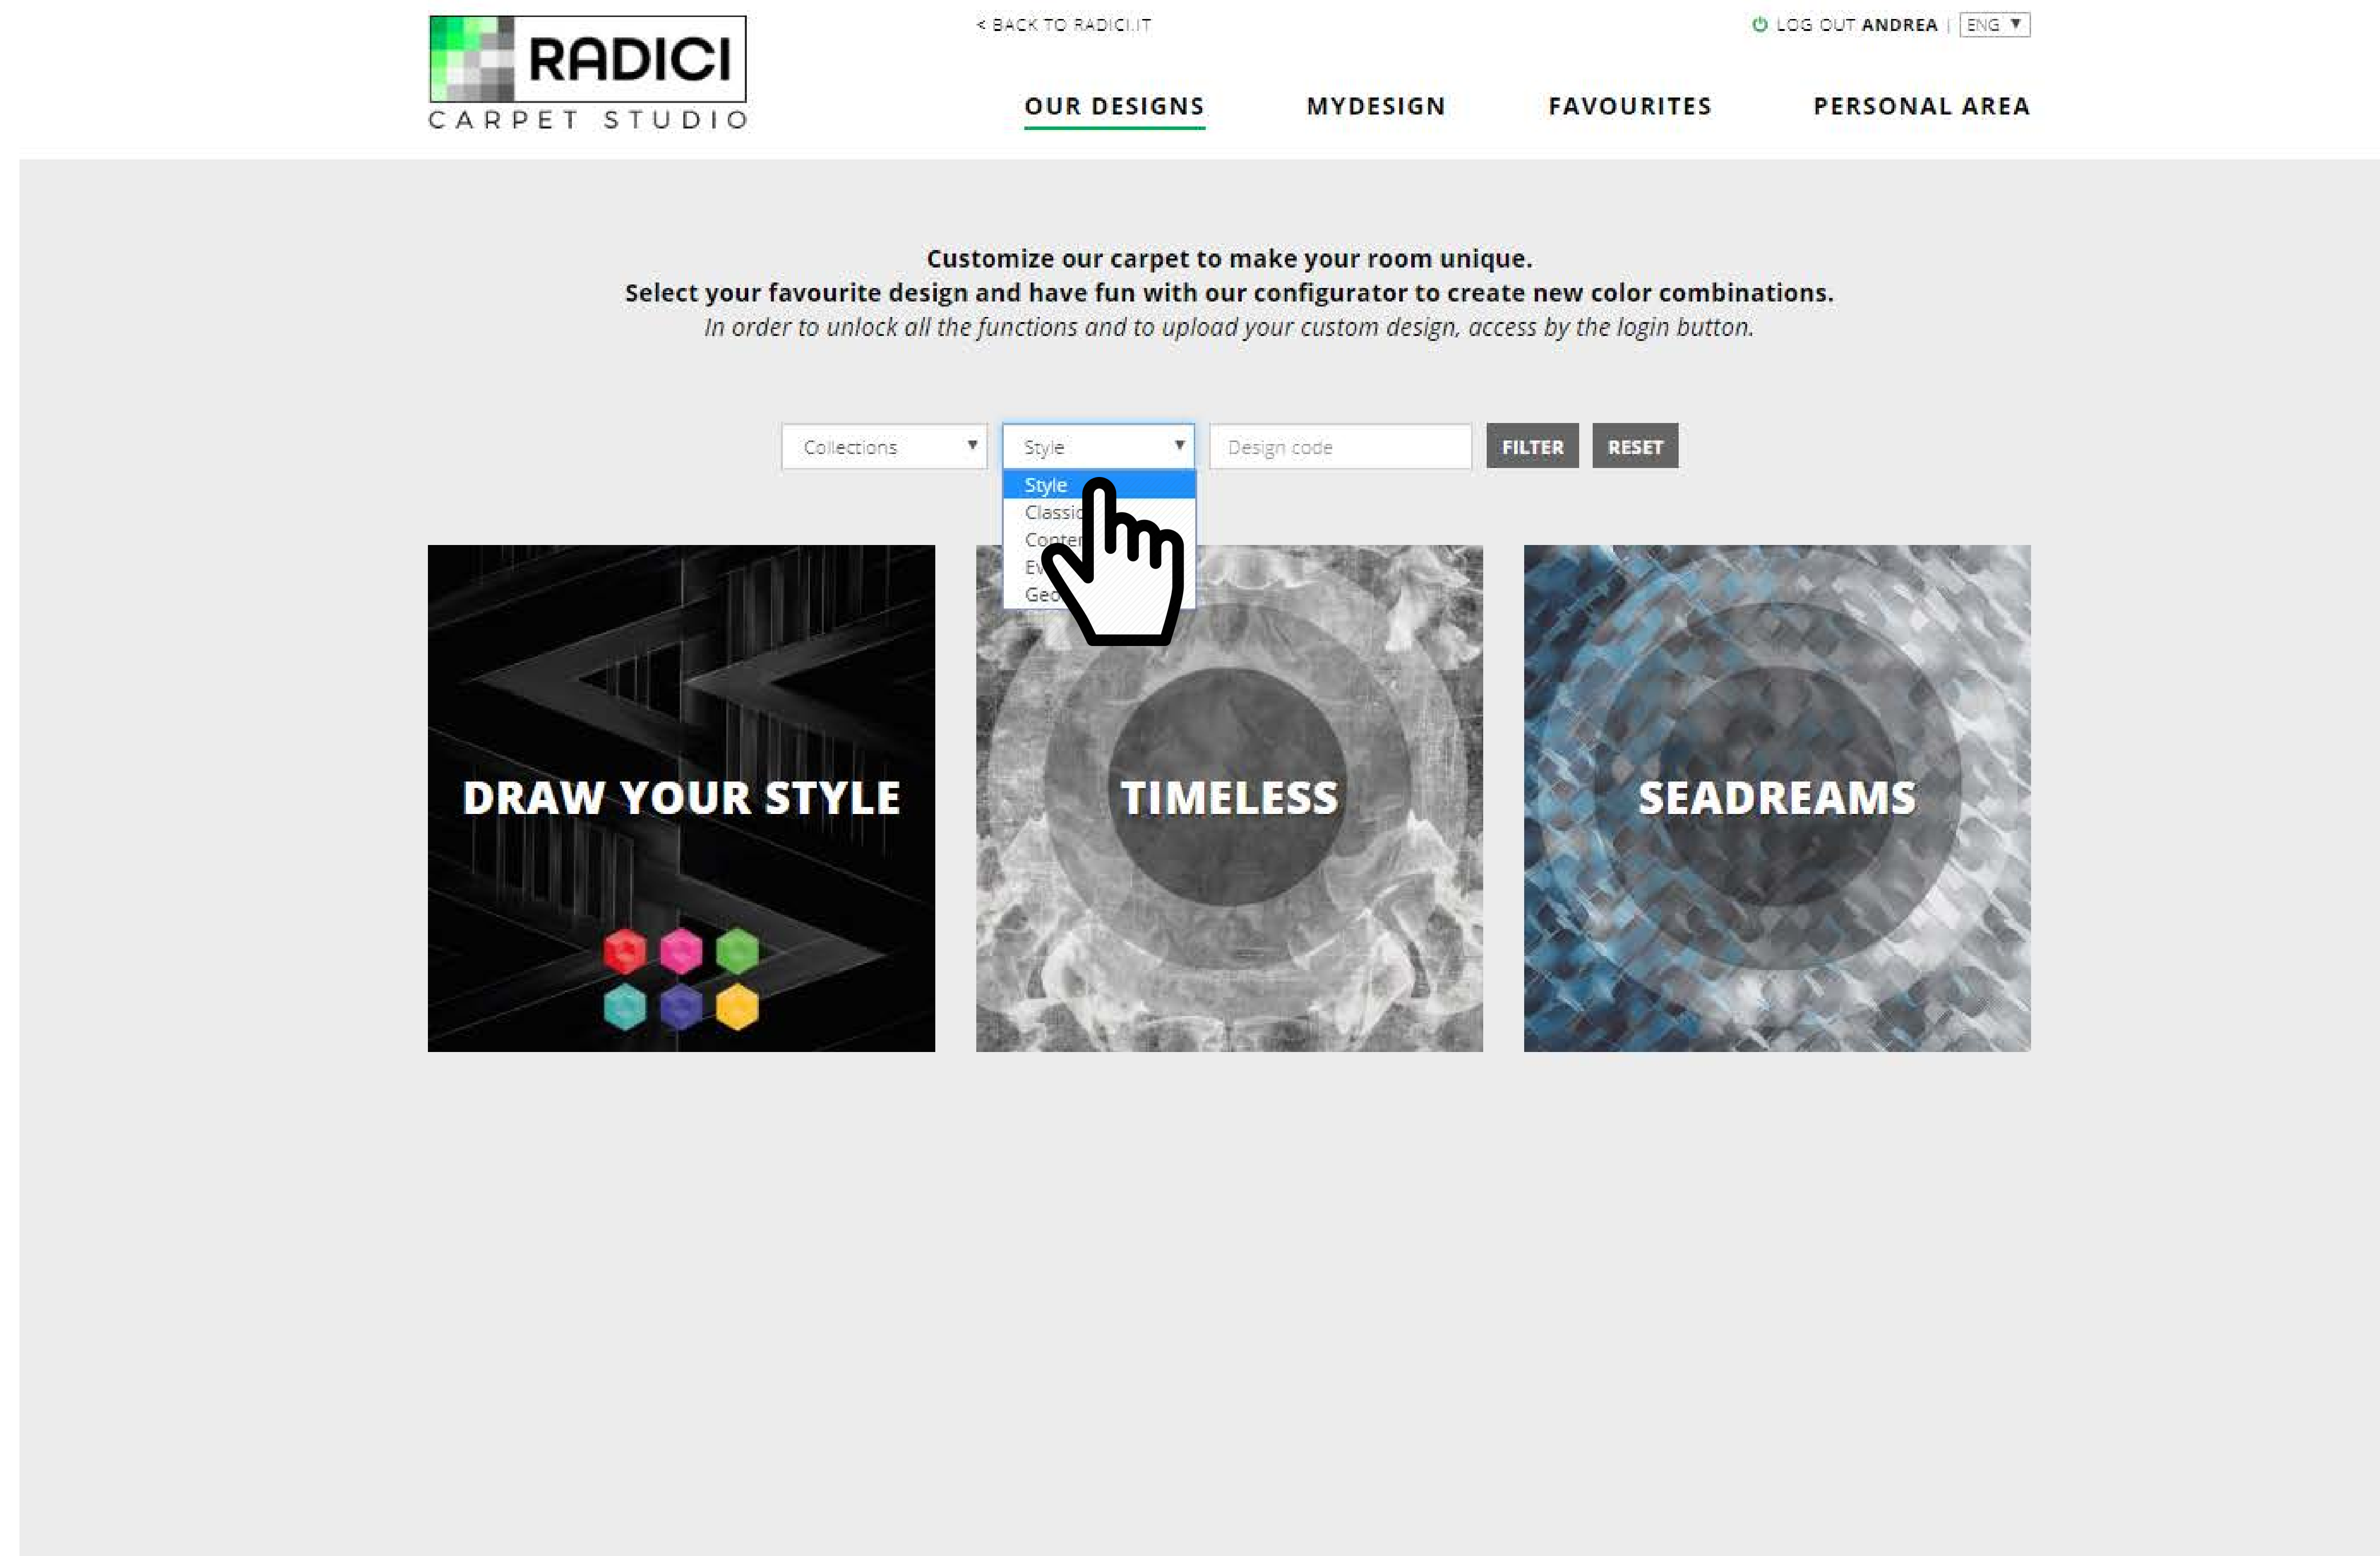 RADICI
CARPET STUDIO
< BACK TO RADICI.IT
LOG OUT ANDREA | ENG
OUR DESIGNS MYDESIGN FAVOURITES PERSONAL AREA
Customize our carpet to make your room unique.
Select your favourite design and have fun with our configurator to create new color combinations.
In order to unlock all the functions and to upload your custom design, access by the login button.
Collections Style Design code FILTER RESET
Style
DRAW YOUR STYLE
TIMELESS
SEADREAMS